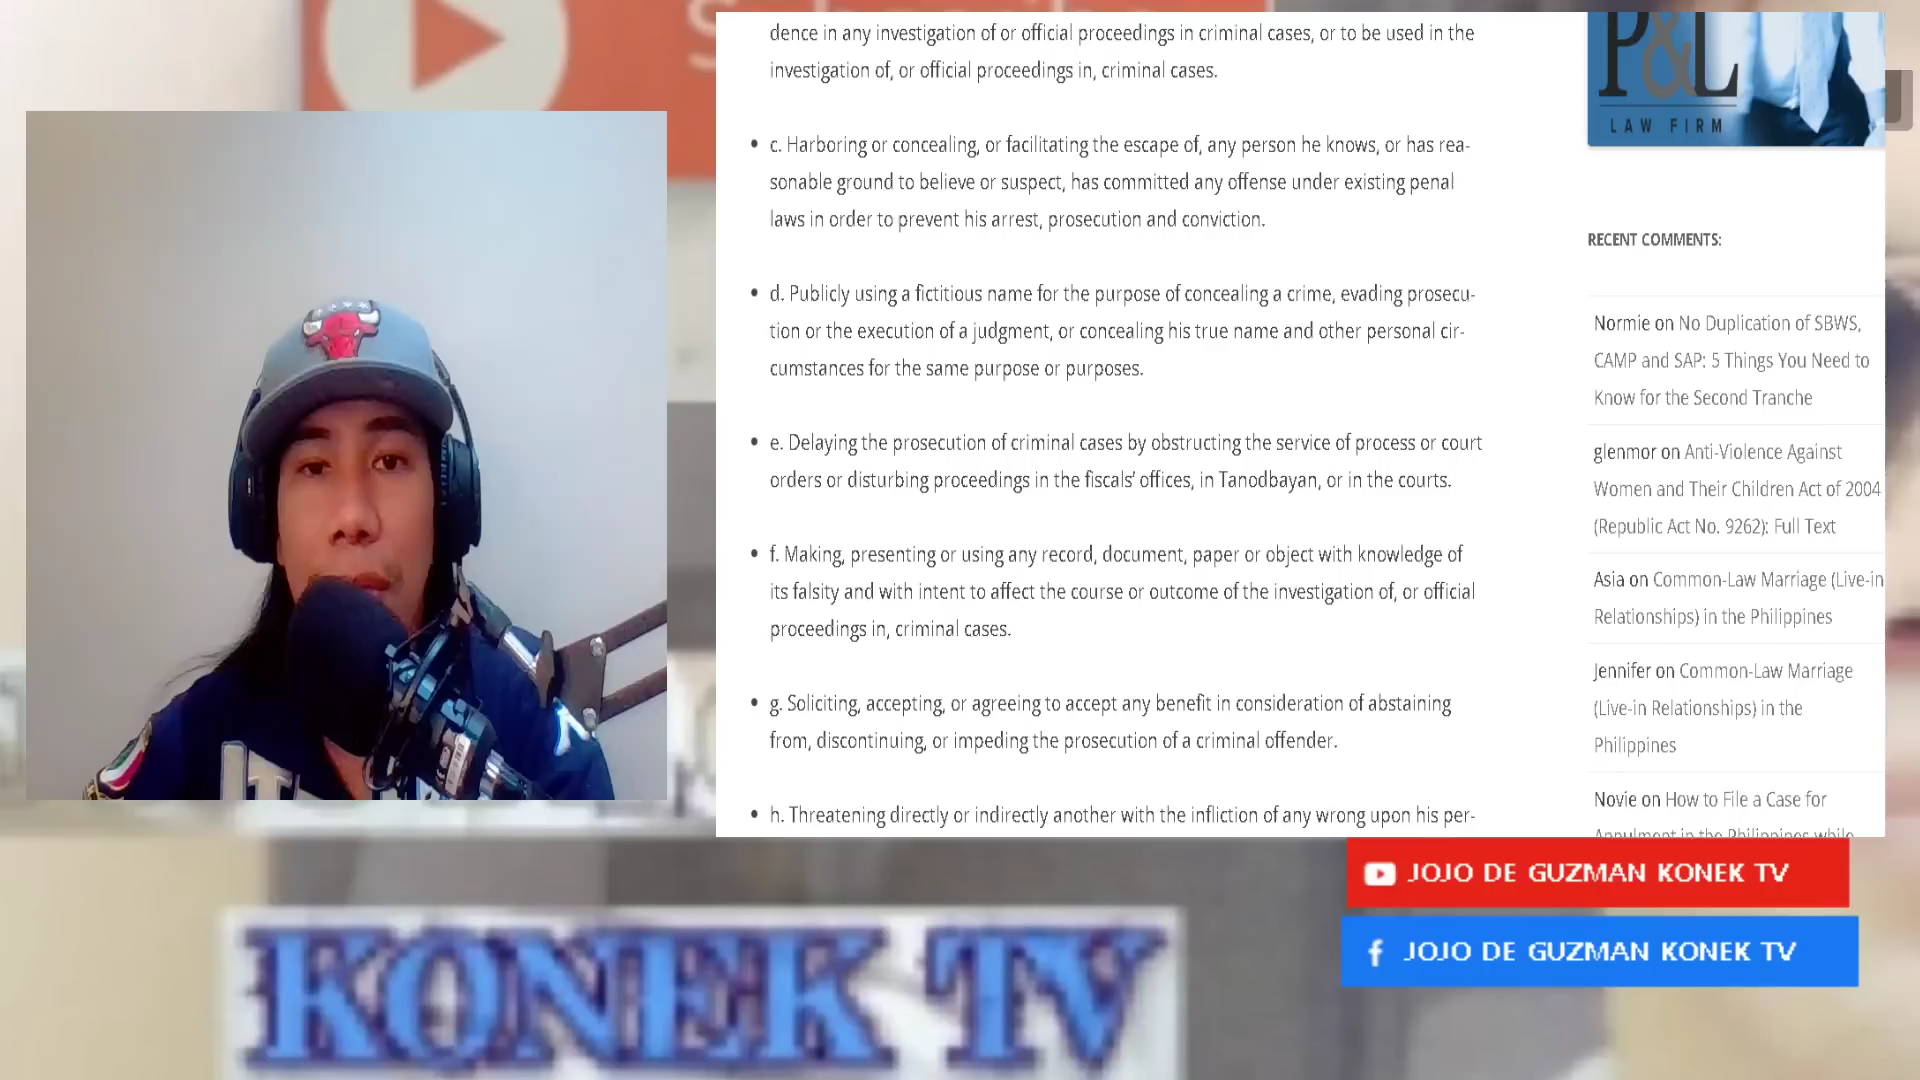 Subscribe
dence in any investigation of or official proceedings in criminal cases, or to be used in the
investigation of, or official proceedings in, criminal cases.
• c. Harboring or concealing, or facilitating the escape of, any person he knows, or has rea-
sonable ground to believe or suspect, has committed any offense under existing penal
laws in order to prevent his arrest, prosecution and conviction.
• d. Publicly using a fictitious name for the purpose of concealing a crime, evading prosecu-
tion or the execution of a judgment, or concealing his true name and other personal cir-
cumstances for the same purpose or purposes.
• e. Delaying the prosecution of criminal cases by obstructing the service of process or court
orders or disturbing proceedings in the fiscals’ offices, in Tanodbayan, or in the courts.
• f. Making, presenting or using any record, document, paper or object with knowledge of
its falsity and with intent to affect the course or outcome of the investigation of, or official
proceedings in, criminal cases.
• g. Soliciting, accepting, or agreeing to accept any benefit in consideration of abstaining
from, discontinuing, or impeding the prosecution of a criminal offender.
• h. Threatening directly or indirectly another with the infliction of any wrong upon his per-
P&L
LAW FIRM
RECENT COMMENTS:
Normie on No Duplication of SBWS,
CAMP and SAP: 5 Things You Need to
Know for the Second Tranche
glenmor on Anti-Violence Against
Women and Their Children Act of 2004
(Republic Act No. 9262): Full Text
Asia on Common-Law Marriage (Live-in
Relationships) in the Philippines
Jennifer on Common-Law Marriage
(Live-in Relationships) in the
Philippines
Novie on How to File a Case for
Annulment in the Philippines while
JOJO DE GUZMAN KONEK TV
JOJO DE GUZMAN KONEK TV
KONEK TV